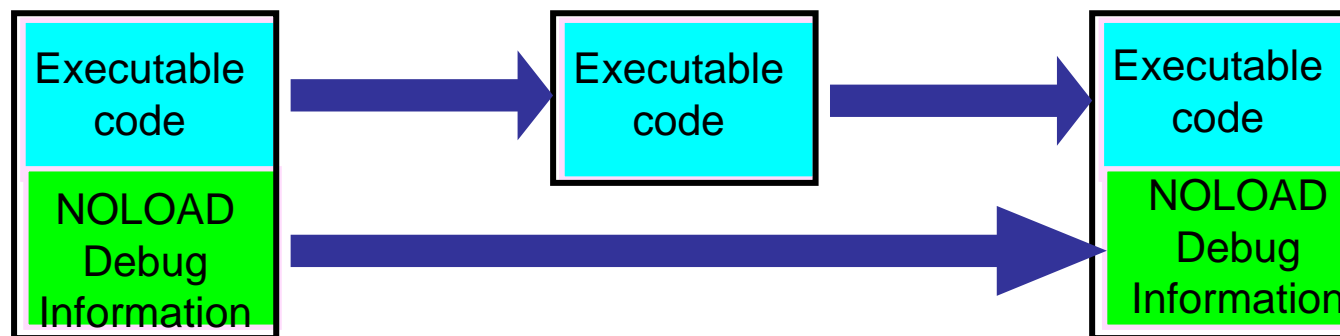 Executable
code
NOLOAD
Debug
Information
Executable
code
Executable
code
NOLOAD
Debug
Information